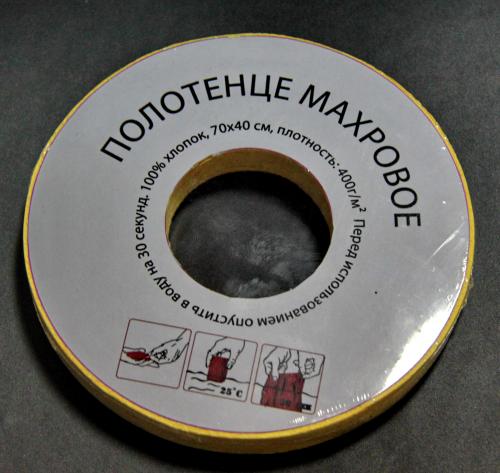 ПОЛОТЕНЦЕ МАХРОВОЕ
100% хлопок, 70х40 см, плотность: 400г/м² Перед использованием опустить в воду на 30 секунд.
25°C